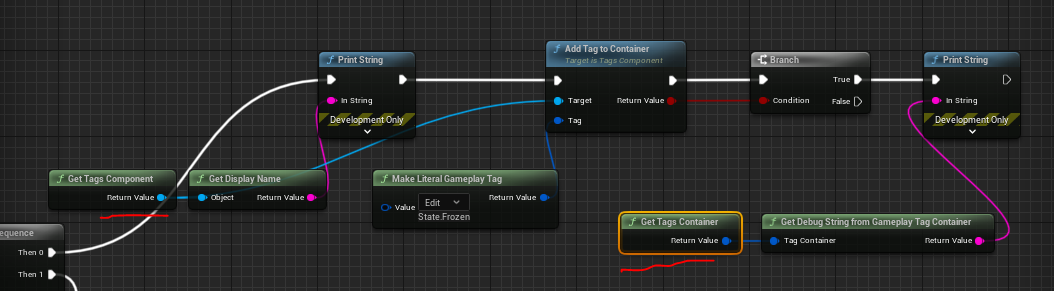 Print String
In String
Development Only
Add Tag to Container
Target is Tags Component
Target
Return Value
Tag
Branch
True
Condition
False
Print String
In String
Development Only
Get Tags Component
Return Value
Get Display Name
Object
Return Value
Make Literal Gameplay Tag
Value
Edit
State.Frozen
Return Value
Get Tags Container
Return Value
Get Debug String from Gameplay Tag Container
Tag Container
Return Value
equence
Then 0
Then 1